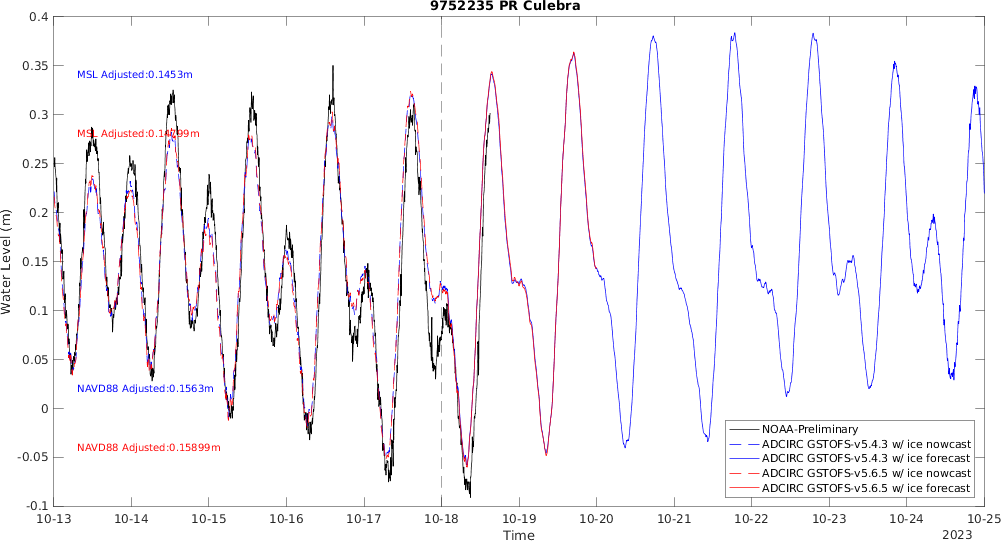 9752235 PR Culebra
0.4
0.35
0.3
0.25
0.2
0.15
0.1
0.05
0
-0.05
-0.1
Water Level (m)
MSL Adjusted:0.1453m
MSL Adjusted:
NAVD88 Adjusted:0.1563m
NAVD88 Adjusted:0.15899m
NOAA-Preliminary
ADCIRC GSTOFS-v5.4.3 w/ ice nowcast
ADCIRC GSTOFS-v5.4.3 w/ ice forecast
ADCIRC GSTOFS-v5.6.5 w/ ice nowcast
ADCIRC GSTOFS-v5.6.5 w/ ice forecast
10-13 10-14 10-15 10-16 10-17 10-18 10-19 10-20 10-21 10-22 10-23 10-24 10-25
Time
2023